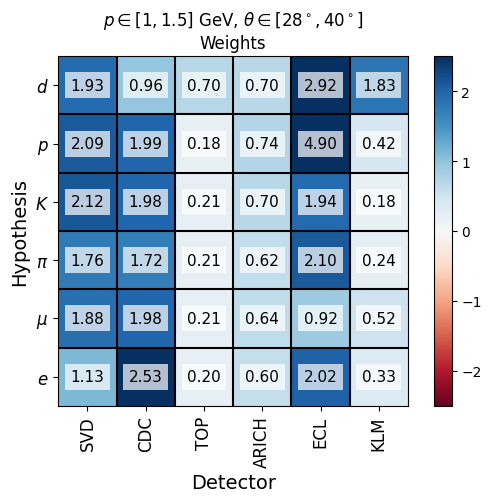 p ∈ [1, 1.5] GeV, θ ∈ [28°, 40°]
Weights
Hypothesis
d 1.93 0.96 0.70 0.70 2.92 1.83
p 2.09 1.99 0.18 0.74 4.90 0.42
K 2.12 1.98 0.21 0.70 1.94 0.18
π 1.76 1.72 0.21 0.62 2.10 0.24
μ 1.88 1.98 0.21 0.64 0.92 0.52
e 1.13 2.53 0.20 0.60 2.02 0.33
SVD CDC TOP ARICH ECL KLM
Detector
2
1
0
−1
−2